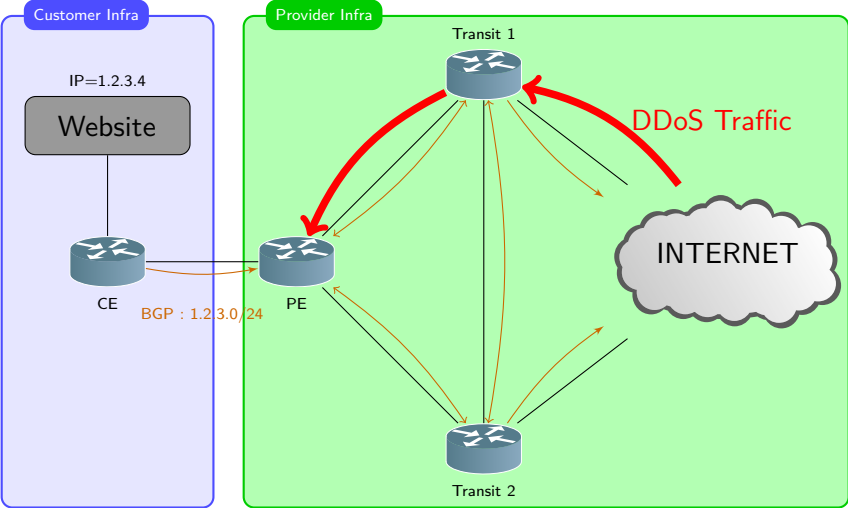 Customer Infra
Provider Infra
Transit 1
IP=1.2.3.4
Website
DDoS Traffic
INTERNET
CE
PE
BGP : 1.2.3.0/24
Transit 2